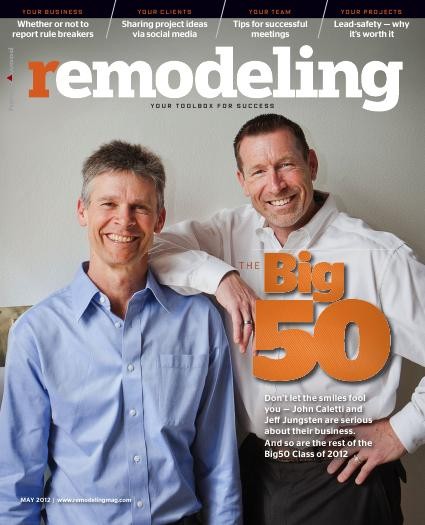 YOUR BUSINESS
Whether or not to
report rule breakers
YOUR CLIENTS
Sharing project ideas
via social media
YOUR TEAM
Tips for successful
meetings
YOUR PROJECTS
Lead-safety — why
it's worth it
remodeling
YOUR TOOLBOX FOR SUCCESS
THE Big
50
Don't let the smiles fool
you — John Caletti and
Jeff Jungsten are serious
about their business.
And so are the rest of the
Big50 Class of 2012
MAY 2012 | www.remodelingmag.com